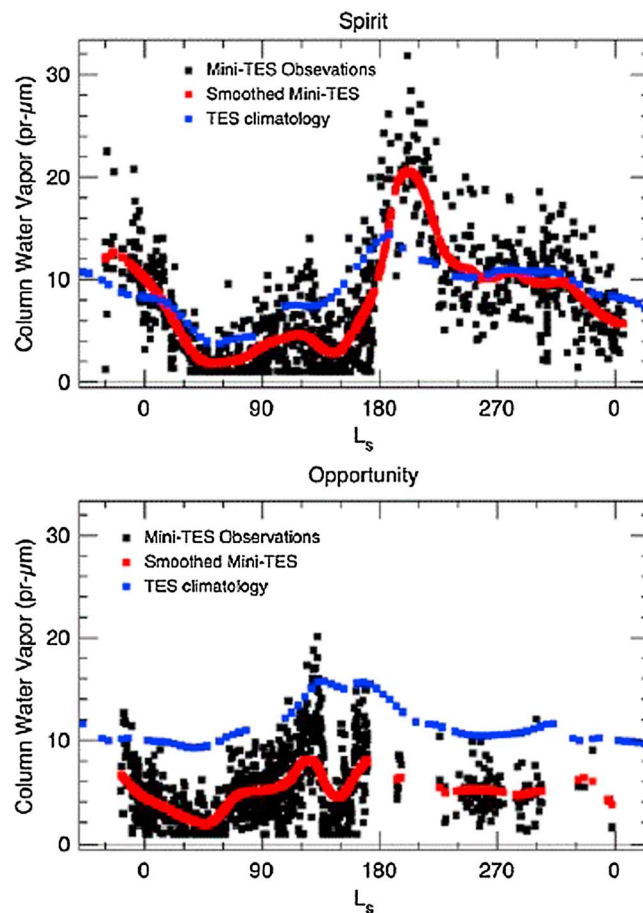 Spirit
Column Water Vapor (pr-μm)
30
20
10
0
Mini-TES Obsevations
Smoothed Mini-TES
TES climatology
0 90 180 270 0
Ls
Opportunity
Column Water Vapor (pr-μm)
30
20
10
0
Mini-TES Observations
Smoothed Mini-TES
TES climatology
0 90 180 270 0
Ls